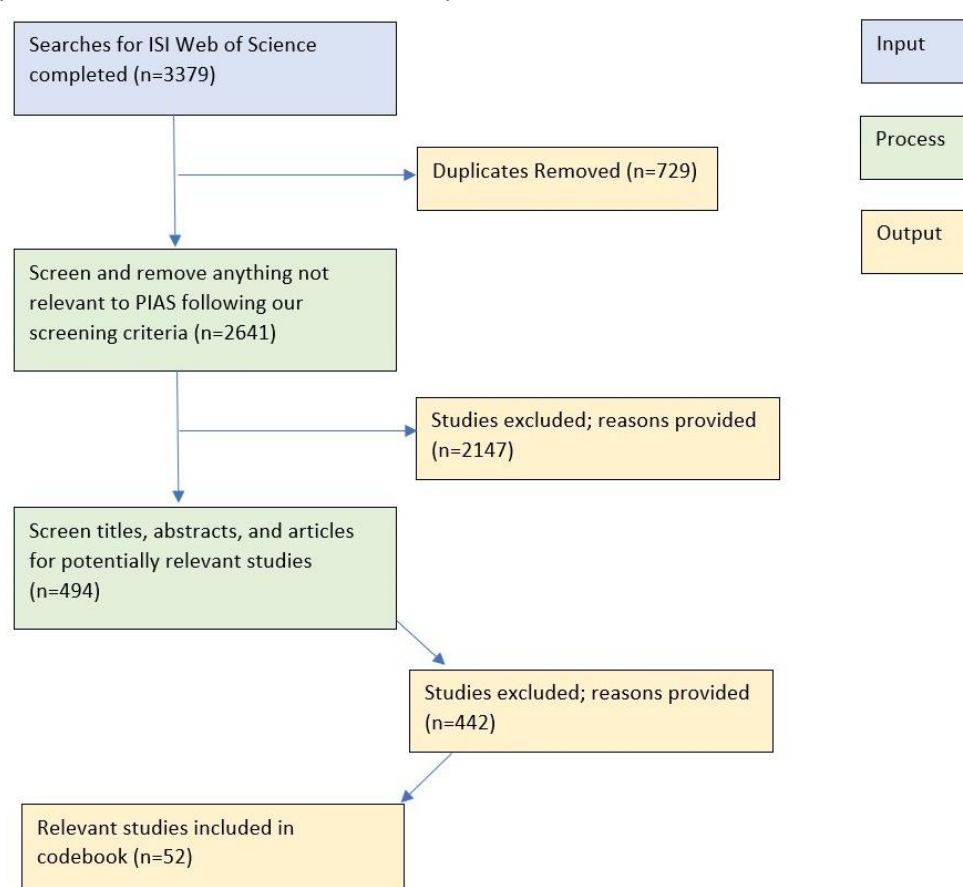 Searches for ISI Web of Science
completed (n=3379)
Input
Process
Duplicates Removed (n=729)
Output
Screen and remove anything not
relevant to PIAS following our
screening criteria (n=2641)
Studies excluded; reasons provided
(n=2147)
Screen titles, abstracts, and articles
for potentially relevant studies
(n=494)
Studies excluded; reasons provided
(n=442)
Relevant studies included in
codebook (n=52)